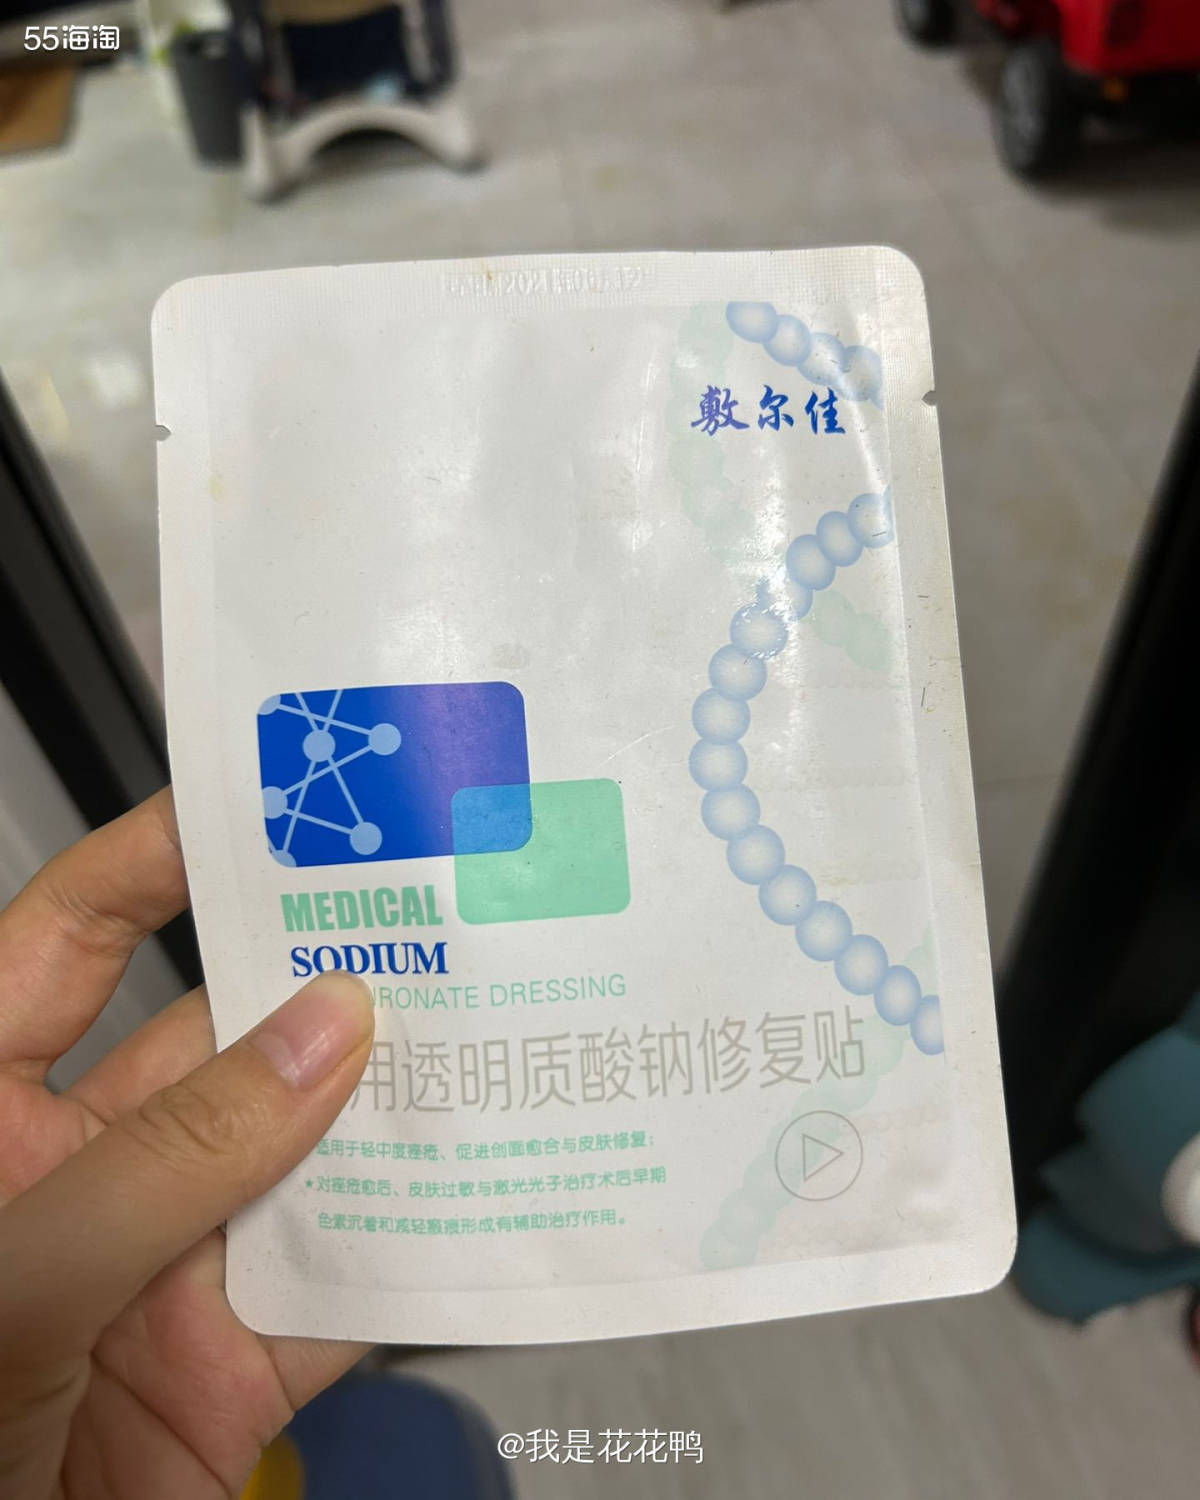 55海淘
敷尔佳
MEDICAL
SODIUM
URONATE DRESSING
用透明质酸钠修复贴
适用于轻中度痤疮、促进创面愈合与皮肤修复；
★对痤疮愈后、皮肤过敏与激光光子治疗术后早期
色素沉着和减轻瘢痕形成有辅助治疗作用。
@我是花花鸭